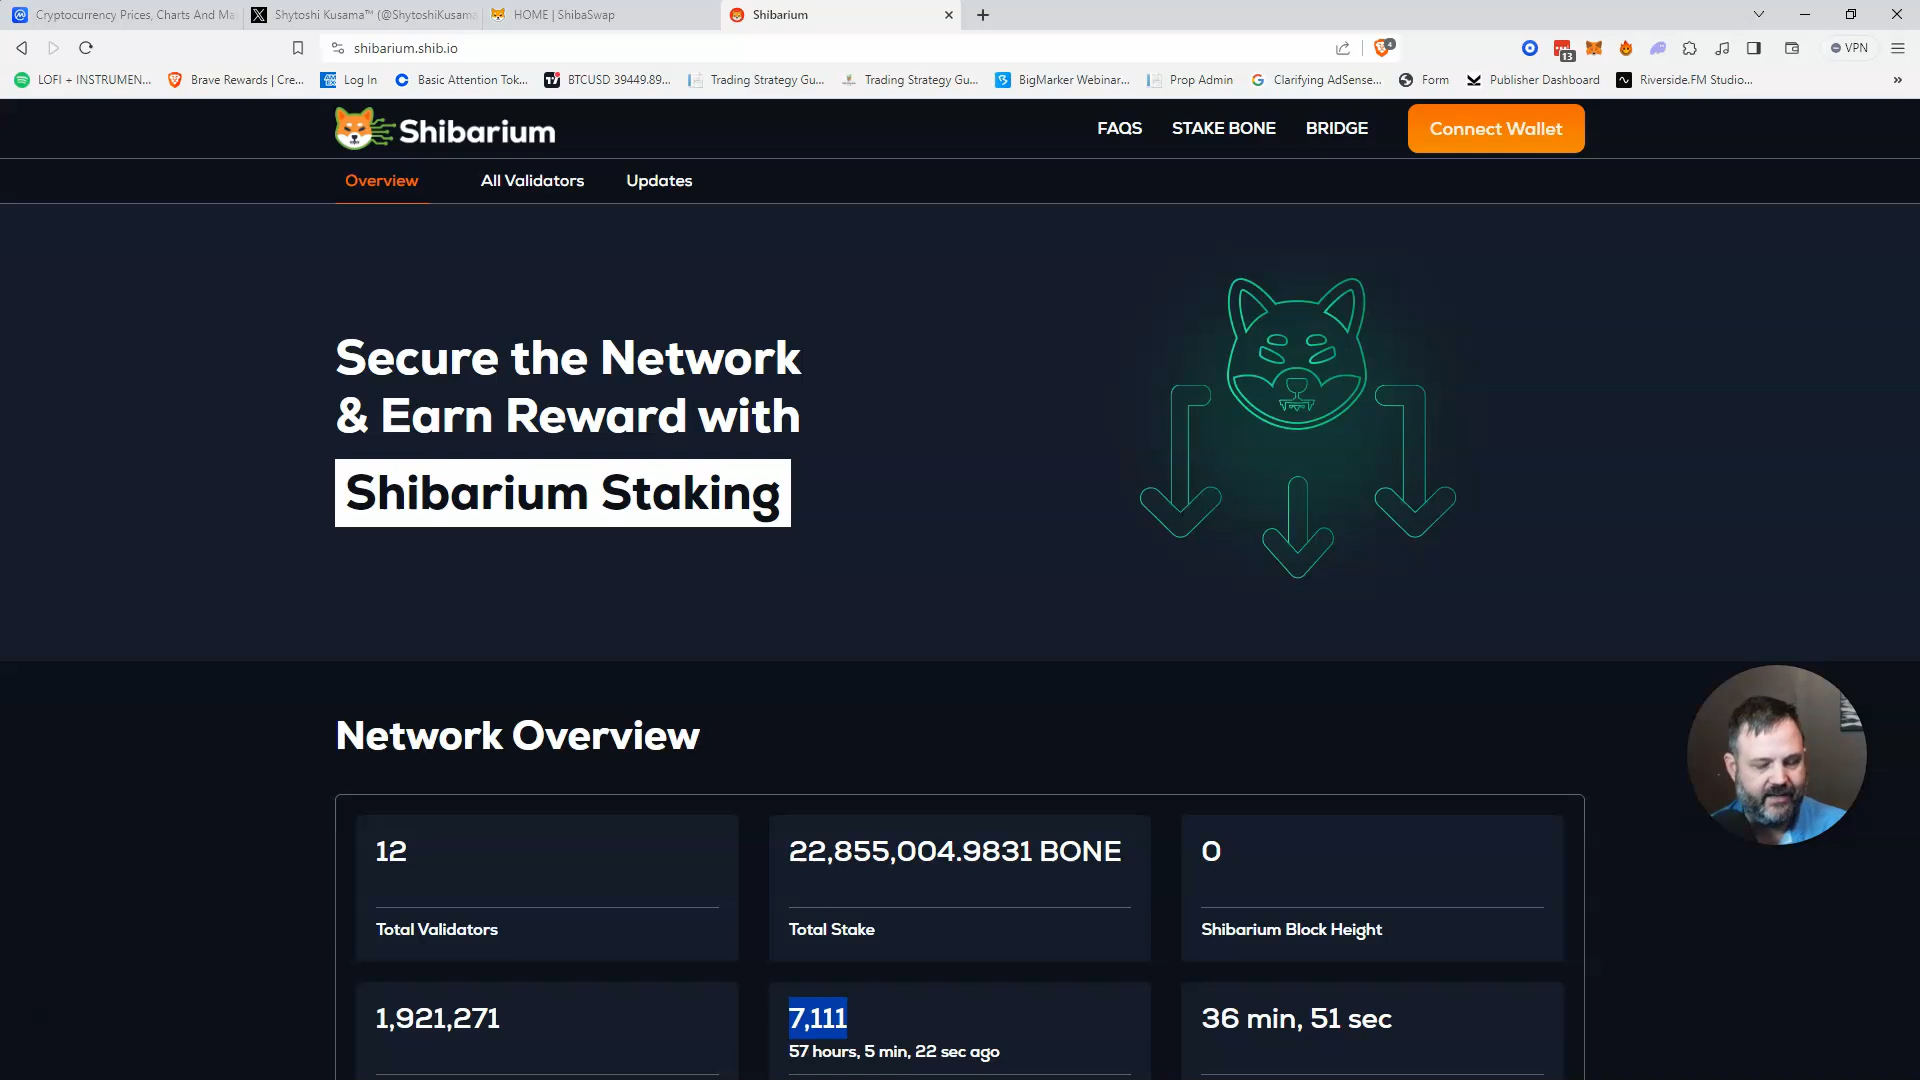 Cryptocurrency Prices, Charts And Ma
Shytoshi Kusama™ (@ShytoshiKusama
HOME | ShibaSwap
Shibarium
shibarium.shib.io
4
13
VPN
LOFI + INSTRUMEN...
Brave Rewards | Cre...
Log In
Basic Attention Tok...
BTCUSD 39449.89...
Trading Strategy Gu...
Trading Strategy Gu...
BigMarker Webinar...
Prop Admin
Clarifying AdSense...
Form
Publisher Dashboard
Riverside.FM Studio...
Shibarium
FAQS
STAKE BONE
BRIDGE
Connect Wallet
Overview
All Validators
Updates
Secure the Network
& Earn Reward with
Shibarium Staking
Network Overview
12
Total Validators
22,855,004.9831 BONE
Total Stake
0
Shibarium Block Height
1,921,271
7,111
57 hours, 5 min, 22 sec ago
36 min, 51 sec